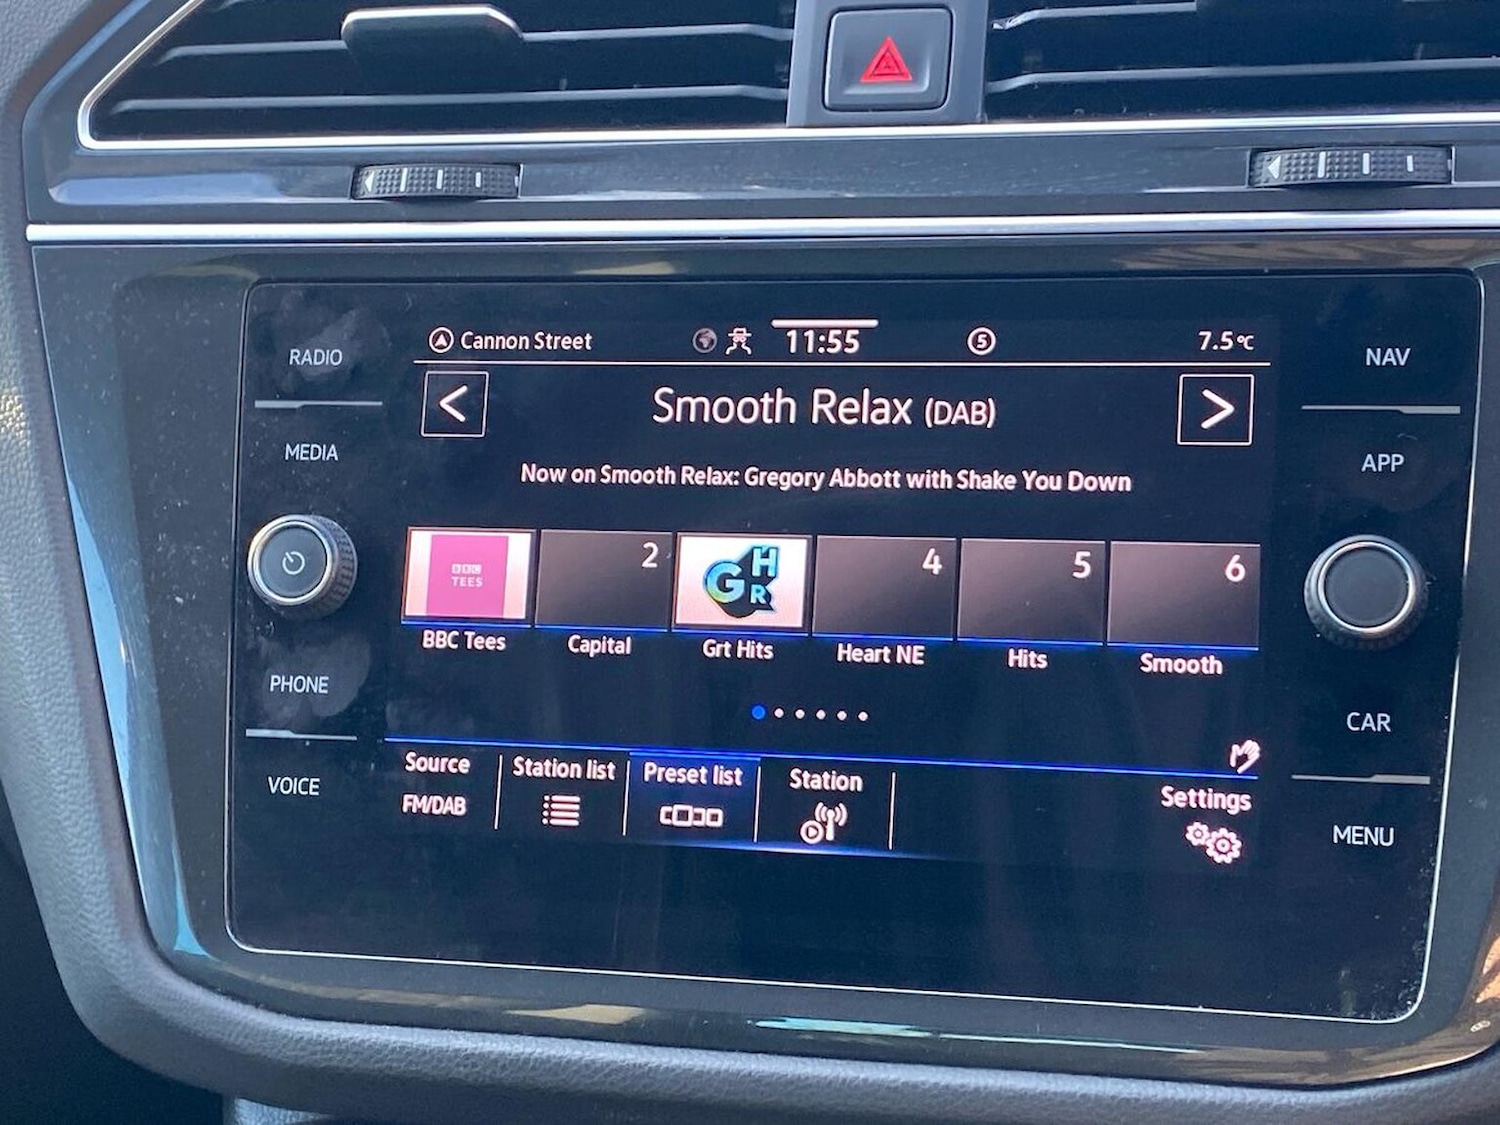 RADIO
MEDIA
PHONE
VOICE
Cannon Street
11:55
5
7.5°C
<
Smooth Relax (DAB)
>
Now on Smooth Relax: Gregory Abbott with Shake You Down
BBC
TEES
2
GHR
4
5
6
BBC Tees
Capital
Grt Hits
Heart NE
Hits
Smooth
Source
FM/DAB
Station list
Preset list
Station
Settings
NAV
APP
CAR
MENU